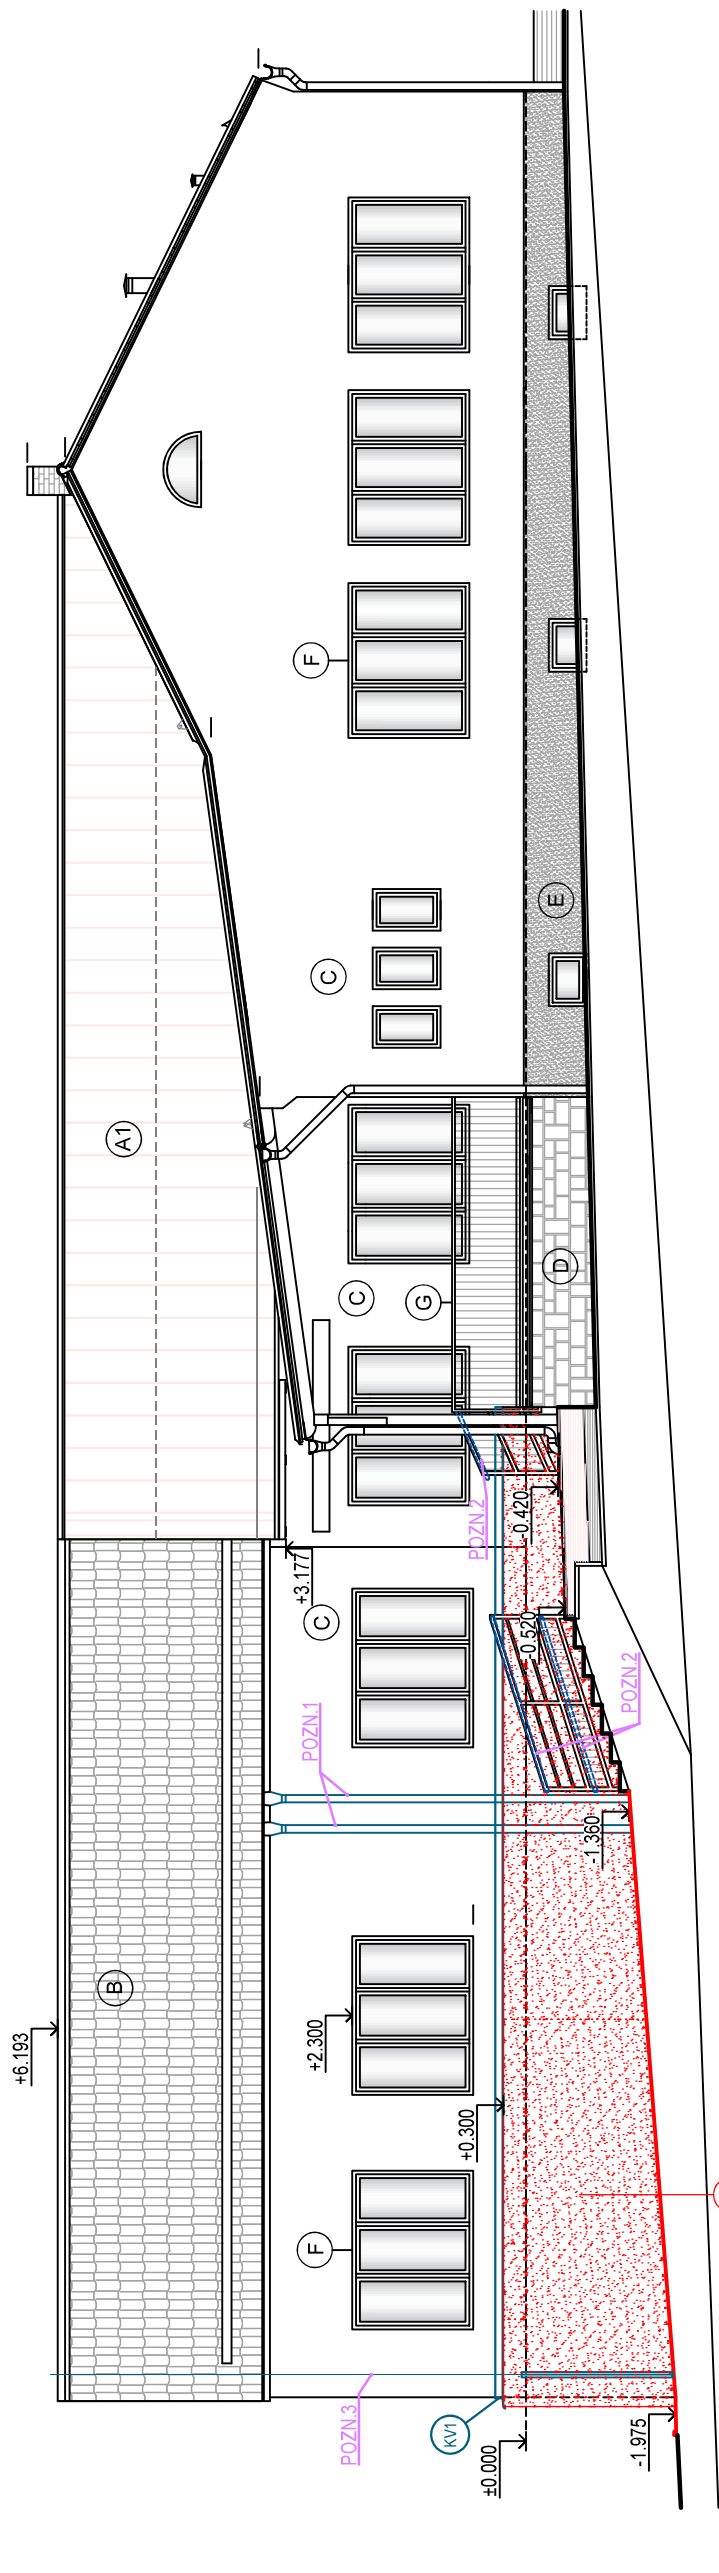 +6.193
B
A1
+2.300
F
POZN.3
KV1
±0.000
-1.975
+0.300
POZN.1
C
+3.177
-1.360
POZN.2
-0.520
-0.420
POZN.2
C
G
D
C
E
F